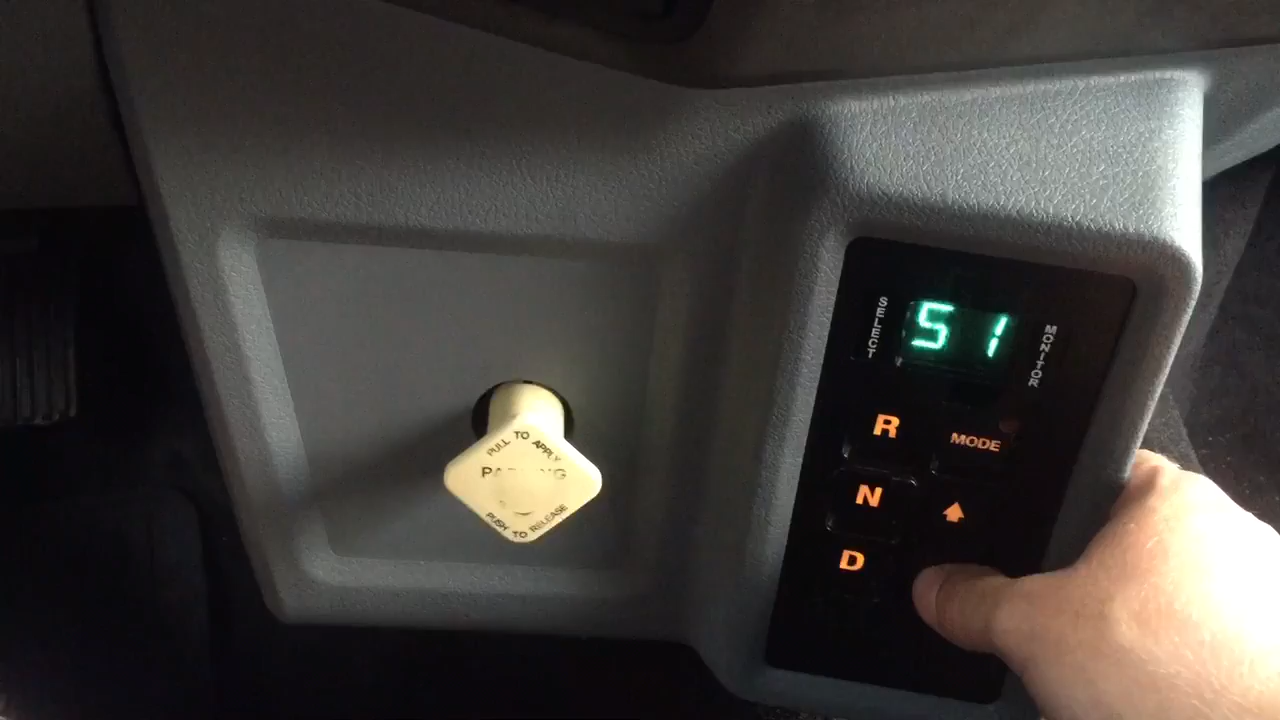 PULL TO APPLY
PUSH TO RELEASE
SELECT
51
MONITOR
R
MODE
N
D